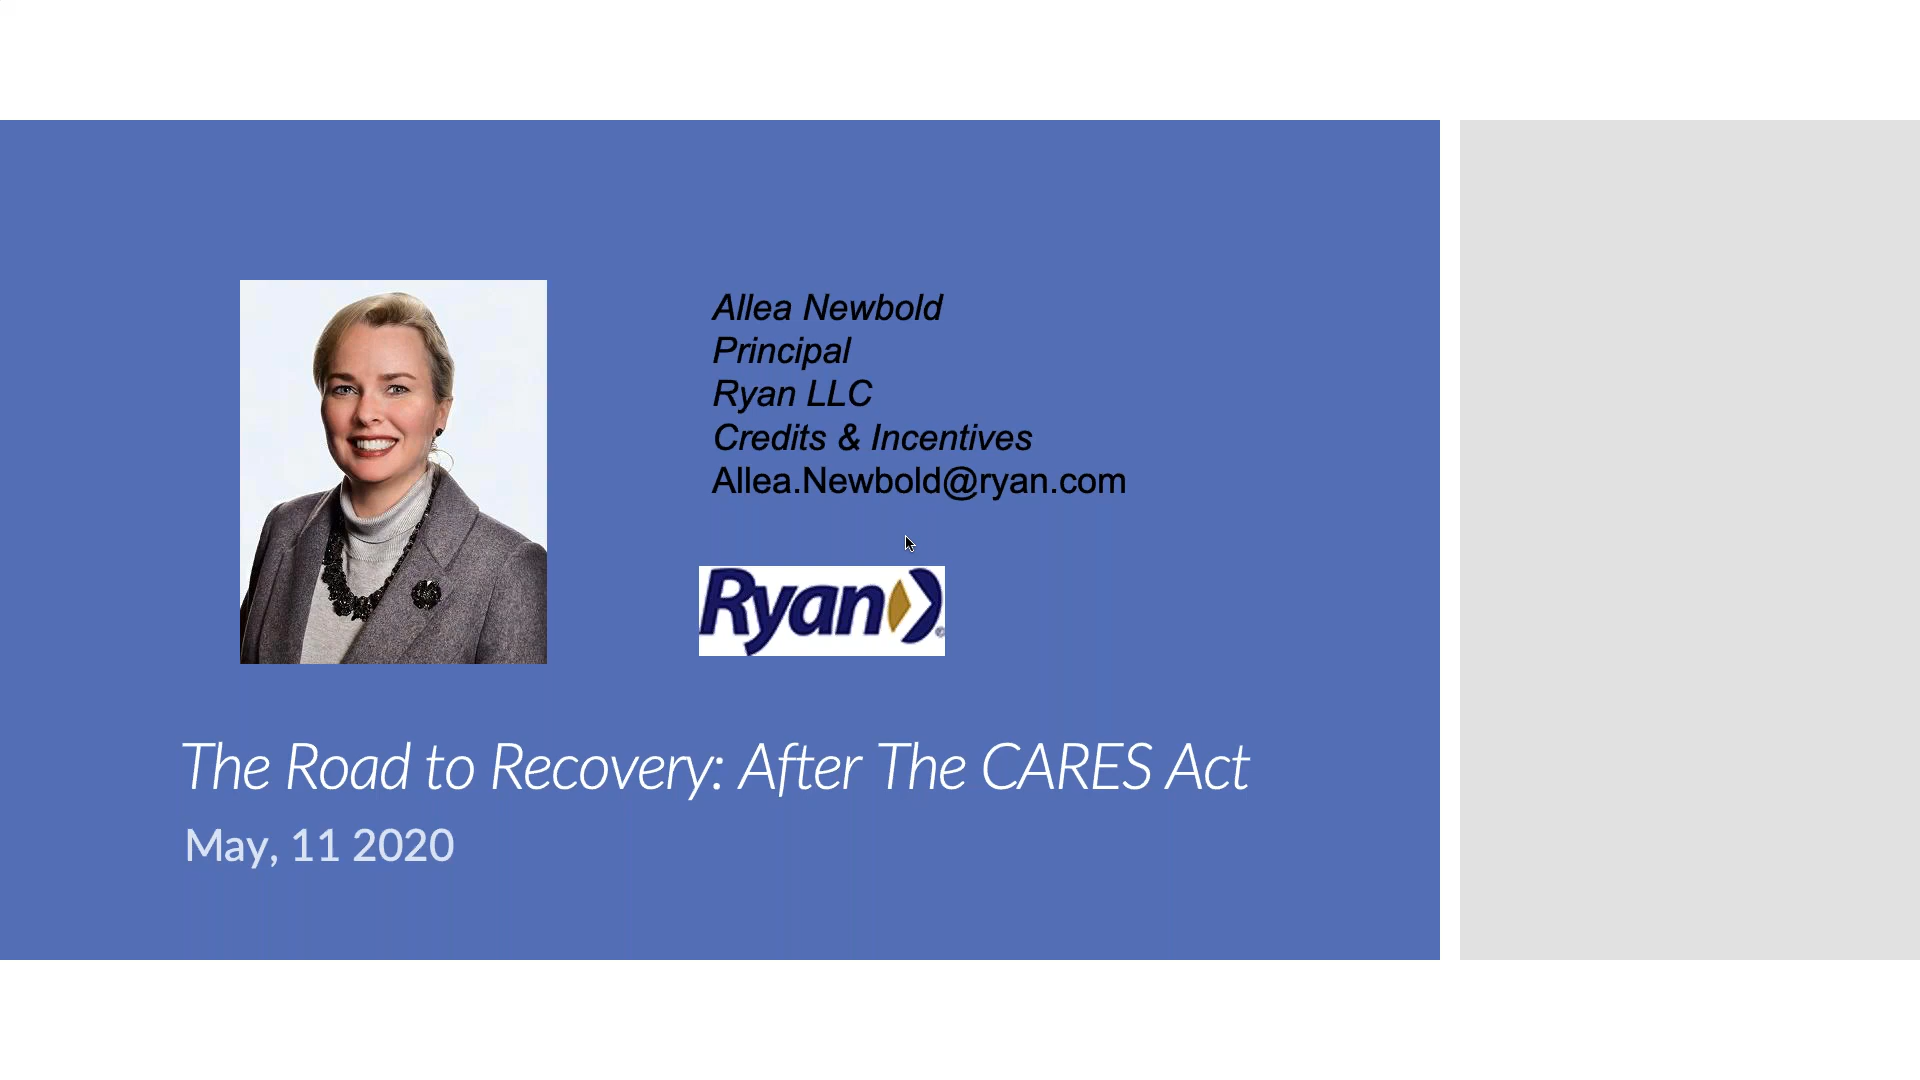 Allea Newbold
Principal
Ryan LLC
Credits & Incentives
Allea.Newbold@ryan.com
Ryan
The Road to Recovery: After The CARES Act
May, 11 2020